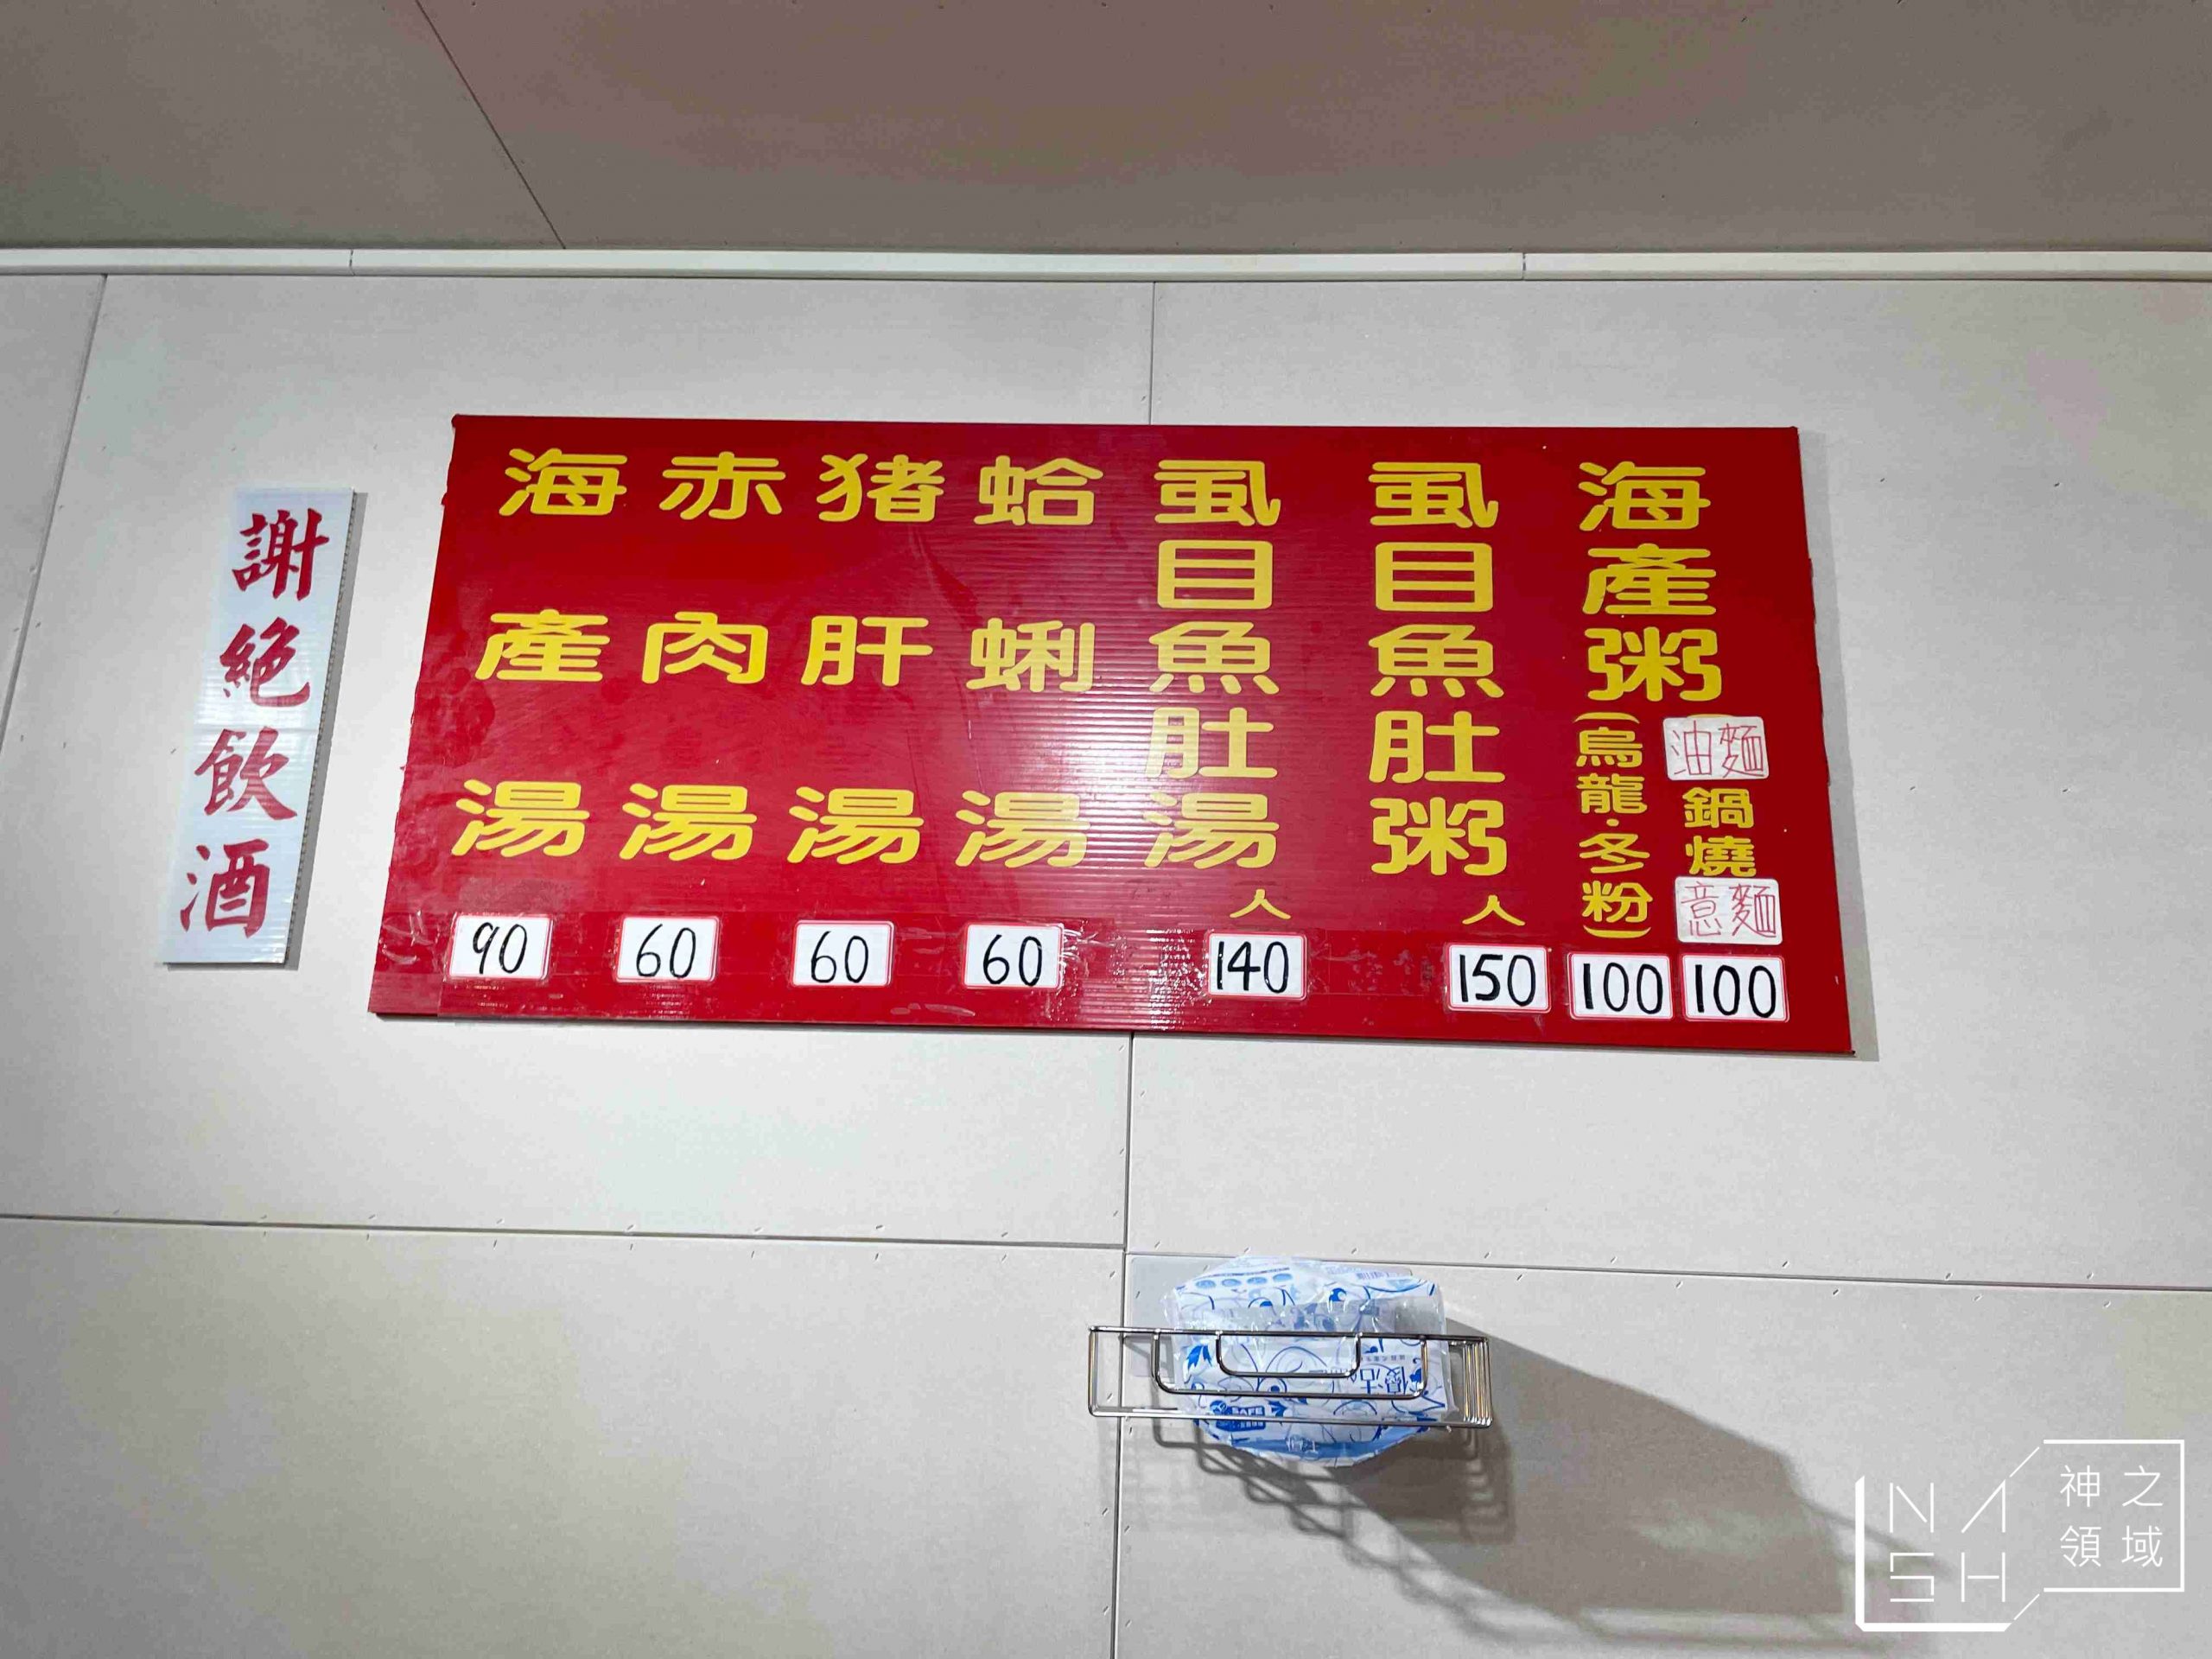 海產粥
(烏龍·冬粉)
100
油麵
鍋燒
意麵
100
虱目魚肚粥
人
150
虱目魚肚湯
人
140
蛤蜊湯
60
猪肝湯
60
赤肉湯
60
海產湯
90
謝絕飲酒
SAFE
NASH
神之
領域